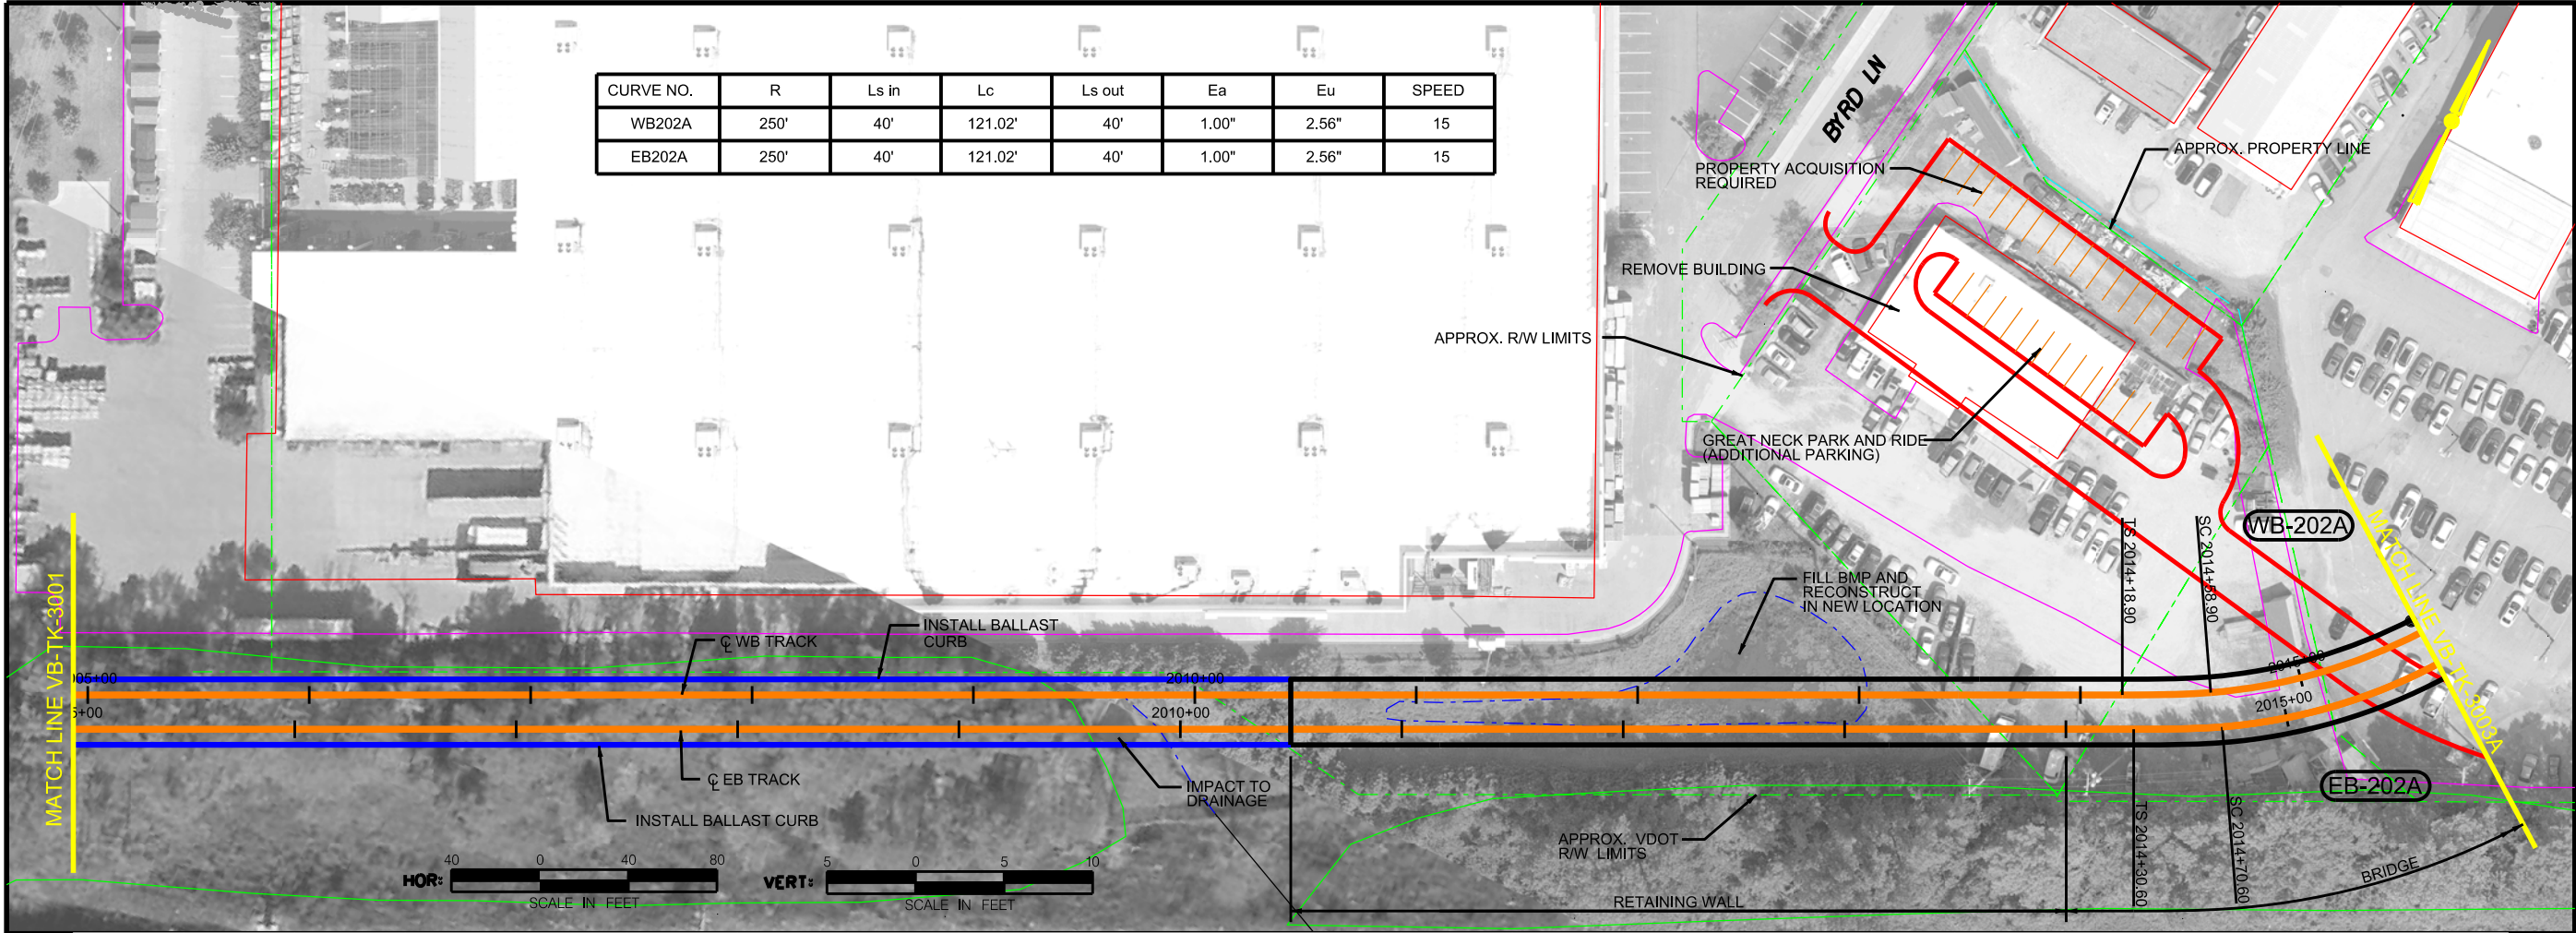 CURVE NO. R Ls in Lc Ls out Ea Eu SPEED
WB202A 250' 40' 121.02' 40' 1.00" 2.56" 15
EB202A 250' 40' 121.02' 40' 1.00" 2.56" 15
BYRD LN
APPROX. PROPERTY LINE
PROPERTY ACQUISITION
REQUIRED
REMOVE BUILDING
APPROX. R/W LIMITS
GREAT NECK PARK AND RIDE
(ADDITIONAL PARKING)
WB-202A
TS 2014+18.90
SC 2014+58.90
MATCH LINE VB-TK-3003A
FILL BMP AND
RECONSTRUCT
IN NEW LOCATION
MATCH LINE VB-TK-3001
INSTALL BALLAST
CURB
℄ WB TRACK
2015+00
005+00
2010+00
2015+00
5+00
2010+00
℄ EB TRACK
IMPACT TO
DRAINAGE
EB-202A
INSTALL BALLAST CURB
APPROX. VDOT
R/W LIMITS
TS 2014+30.60
SC 2014+70.60
BRIDGE
40 0 40 80
HOR:
SCALE IN FEET
5 0 5 10
VERT:
SCALE IN FEET
RETAINING WALL